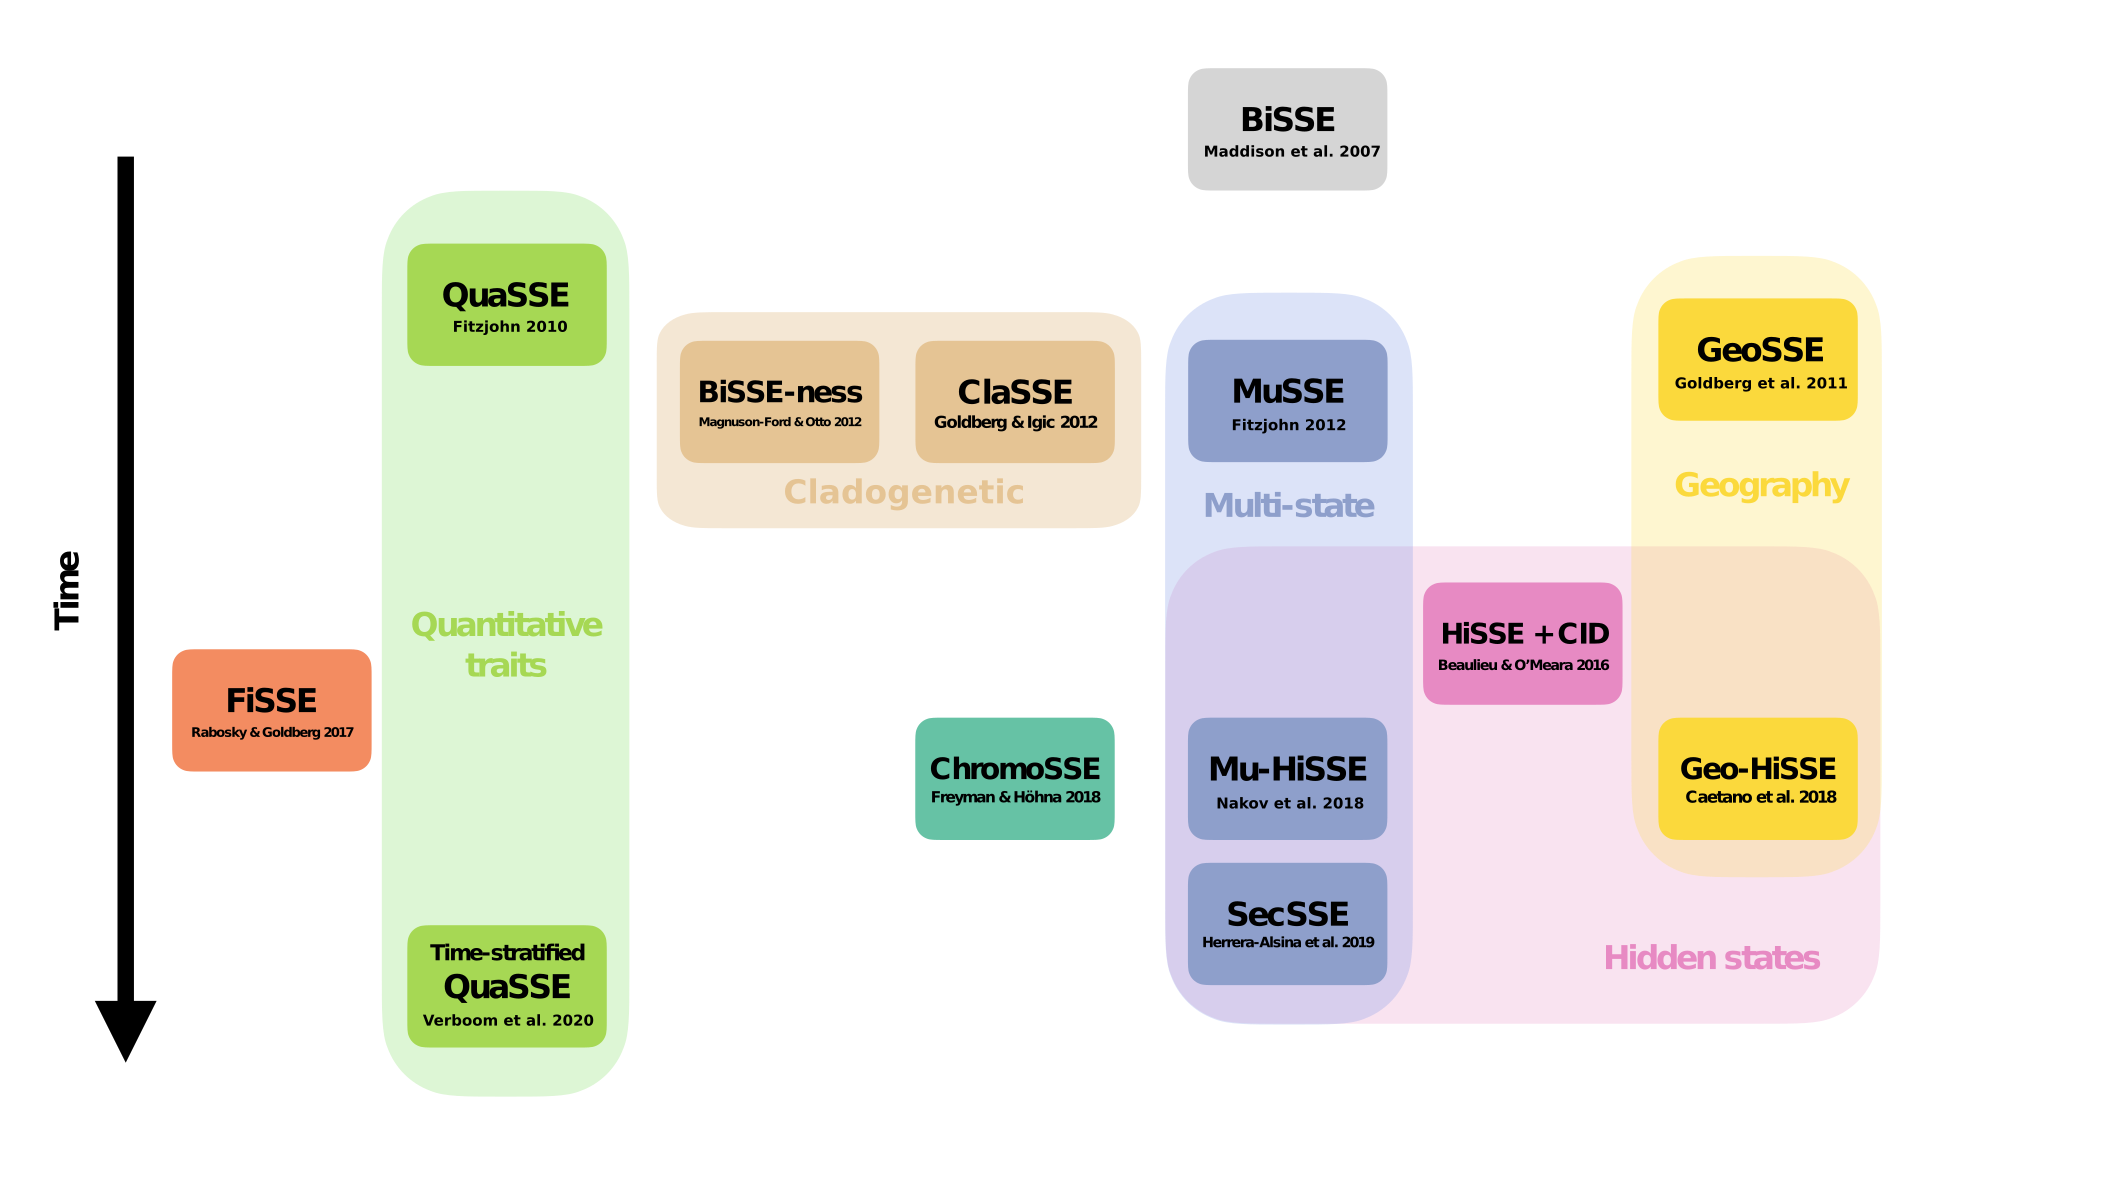 BiSSE
Maddison et al. 2007
QuaSSE
Fitzjohn 2010
BiSSE-ness
Magnuson-Ford & Otto 2012
ClaSSE
Goldberg & Igic 2012
Cladogenetic
MuSSE
Fitzjohn 2012
Multi-state
GeoSSE
Goldberg et al. 2011
Geography
Time
Quantitative
traits
HiSSE + CID
Beaulieu & O’Meara 2016
FiSSE
Rabosky & Goldberg 2017
ChromoSSE
Freyman & Höhna 2018
Mu-HiSSE
Nakov et al. 2018
Geo-HiSSE
Caetano et al. 2018
SecSSE
Herrera-Alsina et al. 2019
Hidden states
Time-stratified
QuaSSE
Verboom et al. 2020